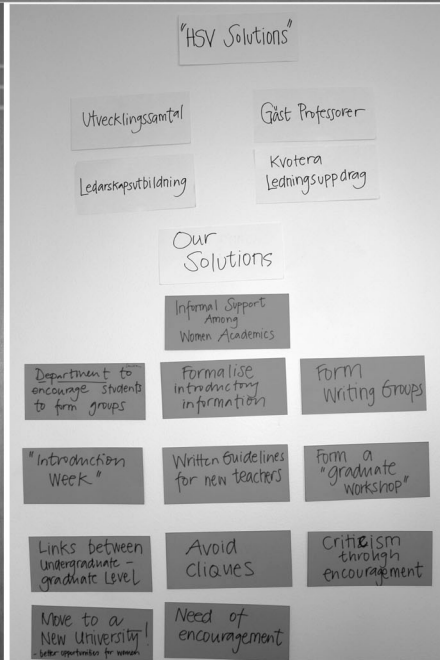 "HSV Solutions"
Utvecklingssamtal
Gäst Professorer
Ledarskapsutbildning
Kvotera
Ledningsuppdrag
Our
Solutions
Informal Support
Among
Women Academics
Department to
encourage students
to form groups
Formalise
introductory
information
Form
Writing Groups
"Introduction
Week"
Written Guidelines
for new teachers
Form a
"graduate
workshop"
Links between
undergraduate -
graduate Level
Avoid
Cliques
Criticism
through
encouragement
Move to a
New University!
- better opportunities for women
Need of
encouragement